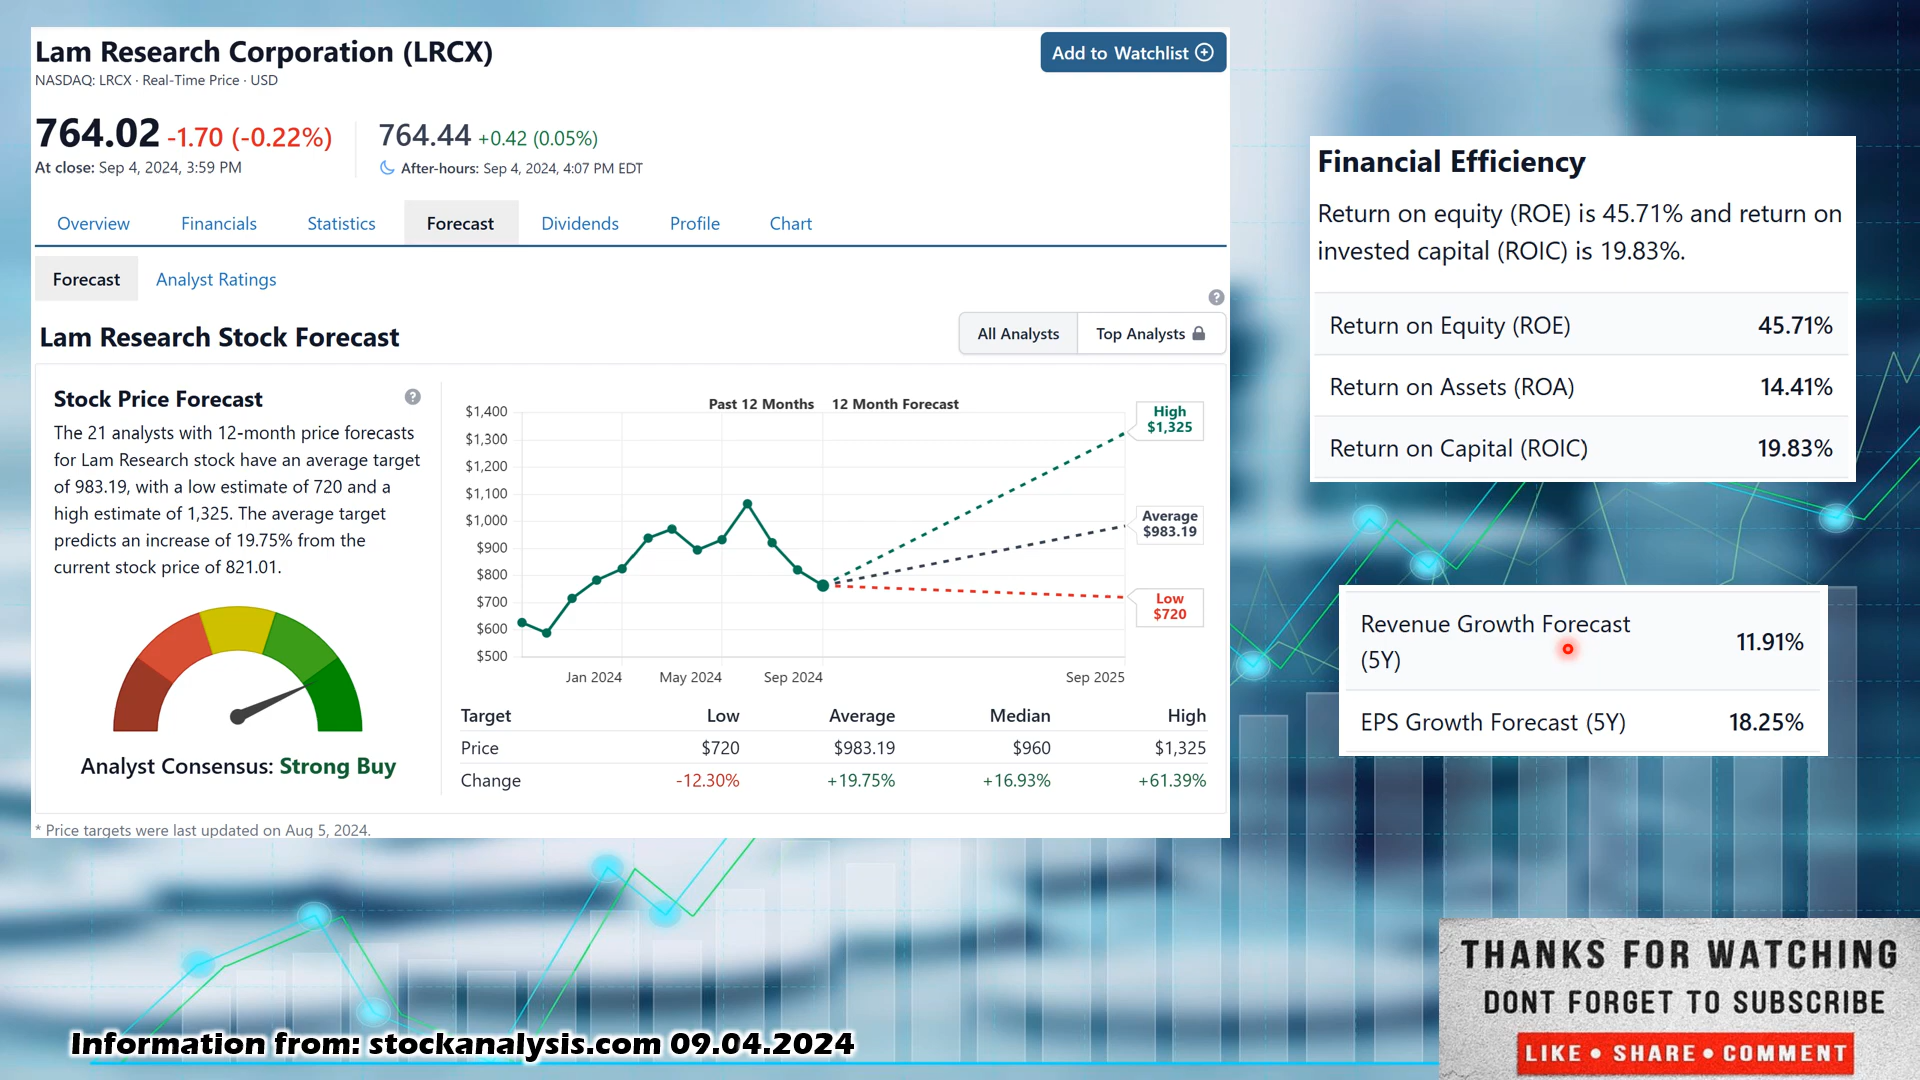 Lam Research Corporation (LRCX)
NASDAQ: LRCX · Real-Time Price · USD
Add to Watchlist
764.02 -1.70 (-0.22%)
At close: Sep 4, 2024, 3:59 PM
764.44 +0.42 (0.05%)
After-hours: Sep 4, 2024, 4:07 PM EDT
Overview Financials Statistics Forecast Dividends Profile Chart
Forecast Analyst Ratings
?
Lam Research Stock Forecast
All Analysts Top Analysts
Stock Price Forecast ?
The 21 analysts with 12-month price forecasts
for Lam Research stock have an average target
of 983.19, with a low estimate of 720 and a
high estimate of 1,325. The average target
predicts an increase of 19.75% from the
current stock price of 821.01.
Analyst Consensus: Strong Buy
Past 12 Months 12 Month Forecast
$1,400
$1,300
$1,200
$1,100
$1,000
$900
$800
$700
$600
$500
High
$1,325
Average
$983.19
Low
$720
Jan 2024 May 2024 Sep 2024 Sep 2025
Target Low Average Median High
Price $720 $983.19 $960 $1,325
Change -12.30% +19.75% +16.93% +61.39%
* Price targets were last updated on Aug 5, 2024.
Financial Efficiency
Return on equity (ROE) is 45.71% and return on
invested capital (ROIC) is 19.83%.
Return on Equity (ROE) 45.71%
Return on Assets (ROA) 14.41%
Return on Capital (ROIC) 19.83%
Revenue Growth Forecast
(5Y) 11.91%
EPS Growth Forecast (5Y) 18.25%
Information from: stockanalysis.com 09.04.2024
THANKS FOR WATCHING
DONT FORGET TO SUBSCRIBE
LIKE • SHARE • COMMENT